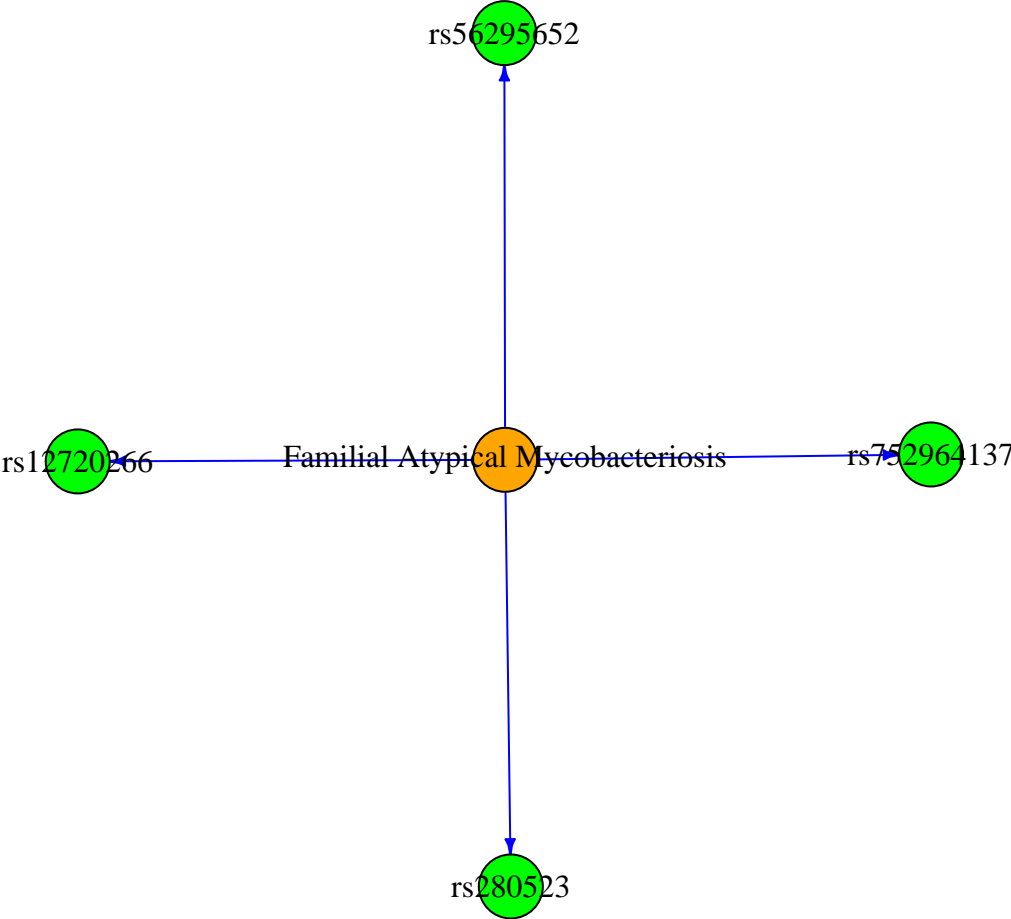 rs56295652
Familial Atypical Mycobacteriosis
rs12720266
rs752964137
rs280523